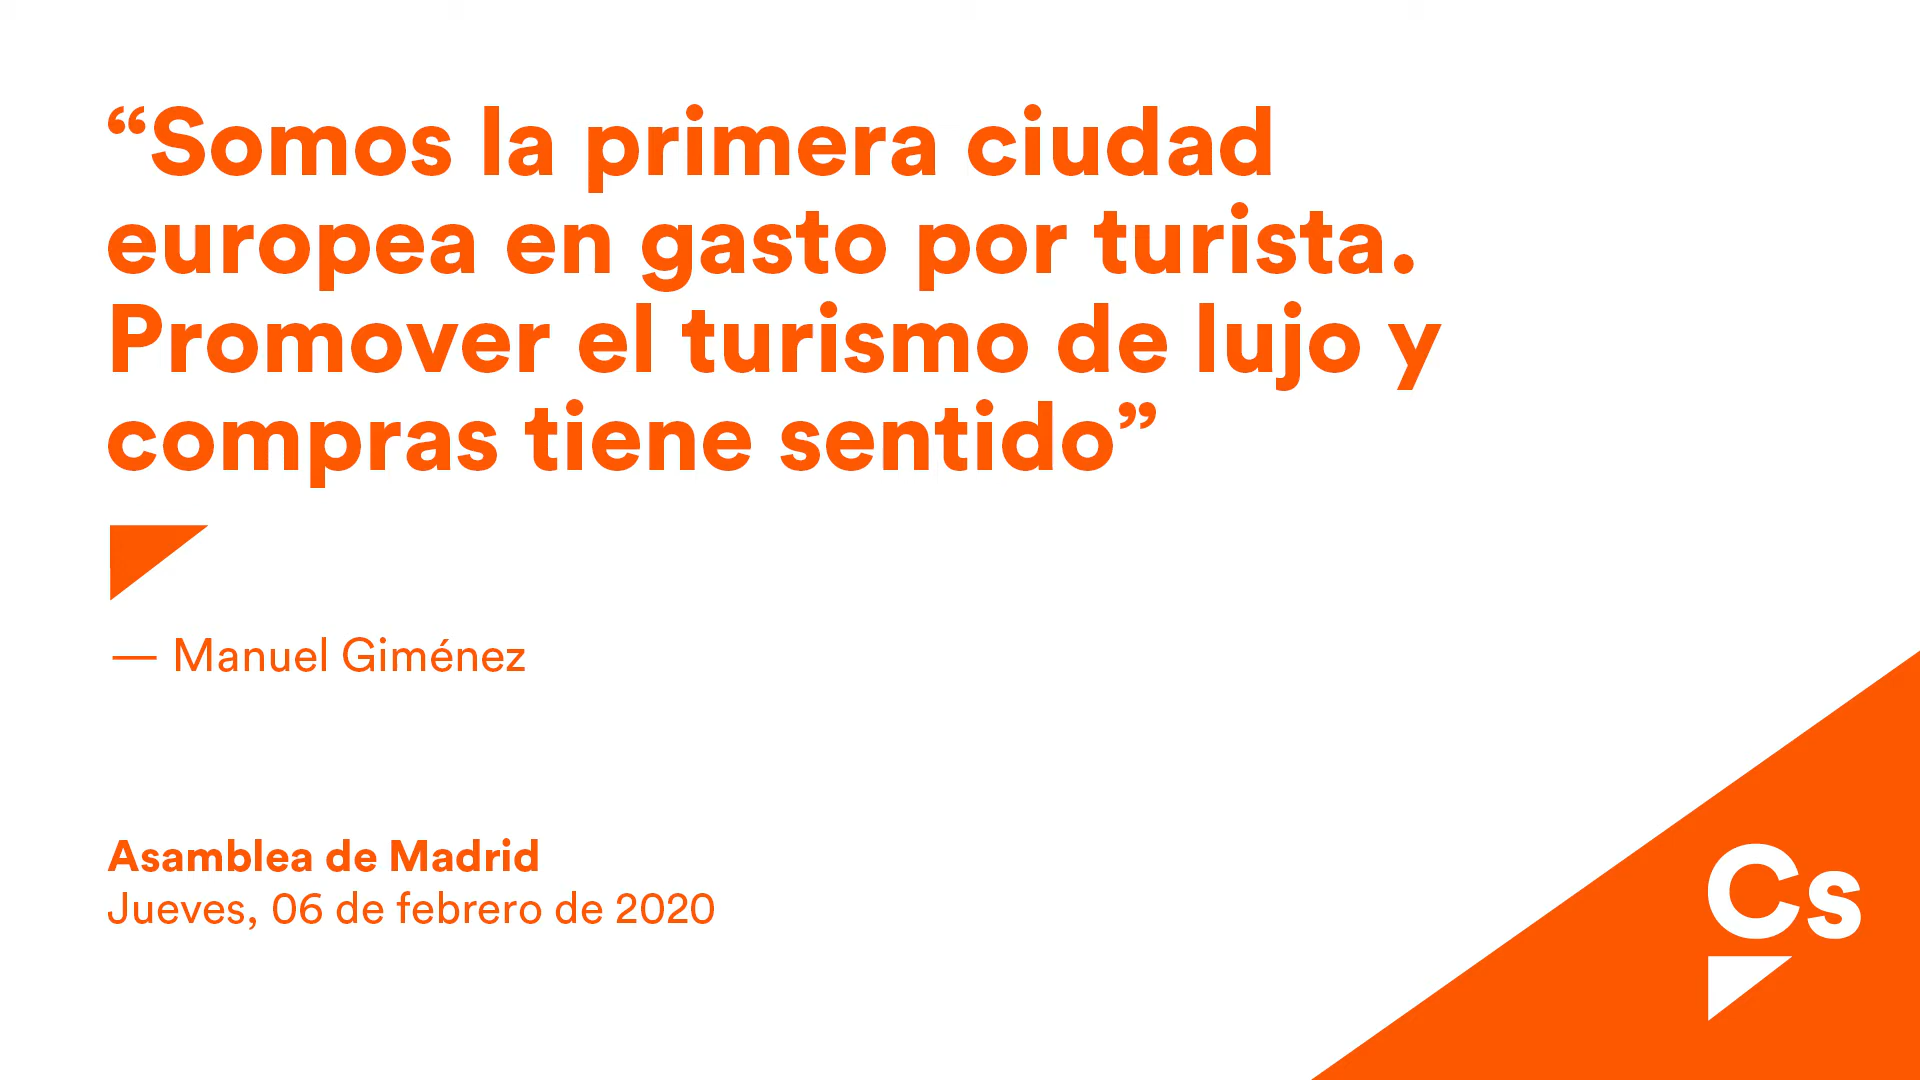 “Somos la primera ciudad
europea en gasto por turista.
Promover el turismo de lujo y
compras tiene sentido”
— Manuel Giménez
Asamblea de Madrid
Jueves, 06 de febrero de 2020
Cs